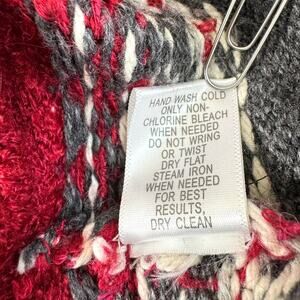 HAND WASH COLD
ONLY NON-
CHLORINE BLEACH
WHEN NEEDED
DO NOT WRING
OR TWIST
DRY FLAT
STEAM IRON
WHEN NEEDED
FOR BEST
RESULTS,
DRY CLEAN